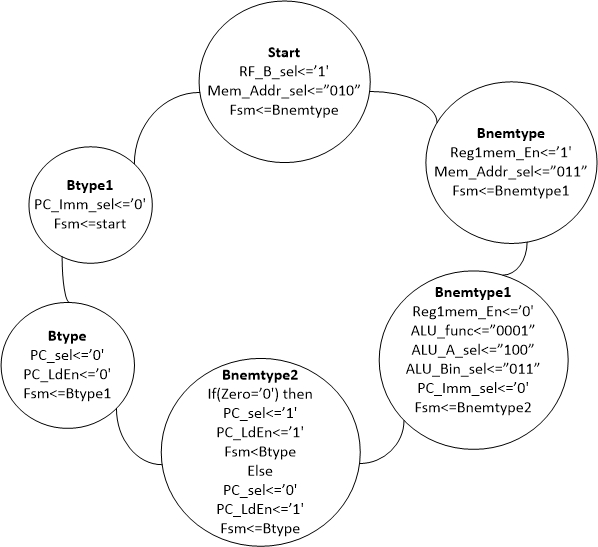 Start
RF_B_sel<=’1'
Mem_Addr_sel<=”010”
Fsm<=Bnemtype
Bnemtype
Reg1mem_En<=’1'
Mem_Addr_sel<=”011”
Fsm<=Bnemtype1
Bnemtype1
Reg1mem_En<=’0'
ALU_func<=”0001”
ALU_A_sel<=”100”
ALU_Bin_sel<=”011”
PC_Imm_sel<=’0'
Fsm<=Bnemtype2
Bnemtype2
If(Zero=’0') then
PC_sel<=’1'
PC_LdEn<=’1'
Fsm<Btype
Else
PC_sel<=’0'
PC_LdEn<=’1'
Fsm<=Btype
Btype
PC_sel<=’0'
PC_LdEn<=’0'
Fsm<=Btype1
Btype1
PC_Imm_sel<=’0'
Fsm<=start